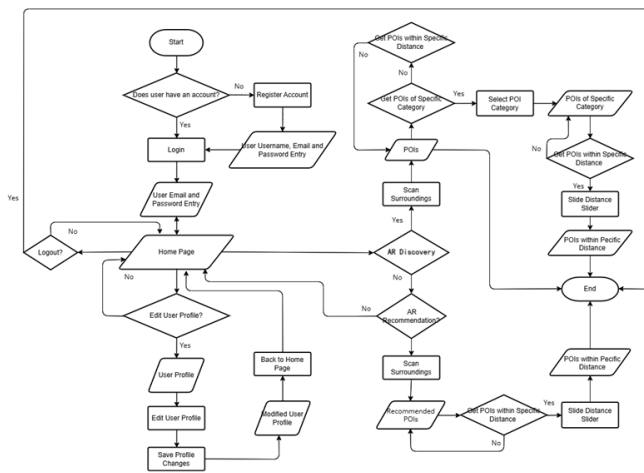 Start
Does user have an account?
No
Register Account
Yes
Login
User Username, Email and
Password Entry
User Email and
Password Entry
Yes
No
Logout?
Home Page
No
Edit User Profile?
Yes
User Profile
Edit User Profile
Save Profile
Changes
Modified User
Profile
Back to Home
Page
Get POIs within Specific
Distance
No
No
Get POIs of Specific
Category
Yes
Select POI
Category
POIs of Specific
Category
POIs
No
Get POIs within Specific
Distance
Yes
Scan
Surroundings
Slide Distance
Slider
Yes
POIs within Pecific
Distance
AR Discovery
No
End
No
AR
Recommendation?
Yes
Scan
Surroundings
POIs within Pecific
Distance
Recommended
POIs
Get POIs within Specific
Distance
Yes
Slide Distance
Slider
No